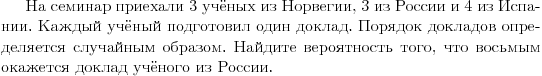 На семинар приехали 3 учёных из Норвегии, 3 из России и 4 из Испа-
нии. Каждый учёный подготовил один доклад. Порядок докладов опре-
деляется случайным образом. Найдите вероятность того, что восьмым
окажется доклад учёного из России.